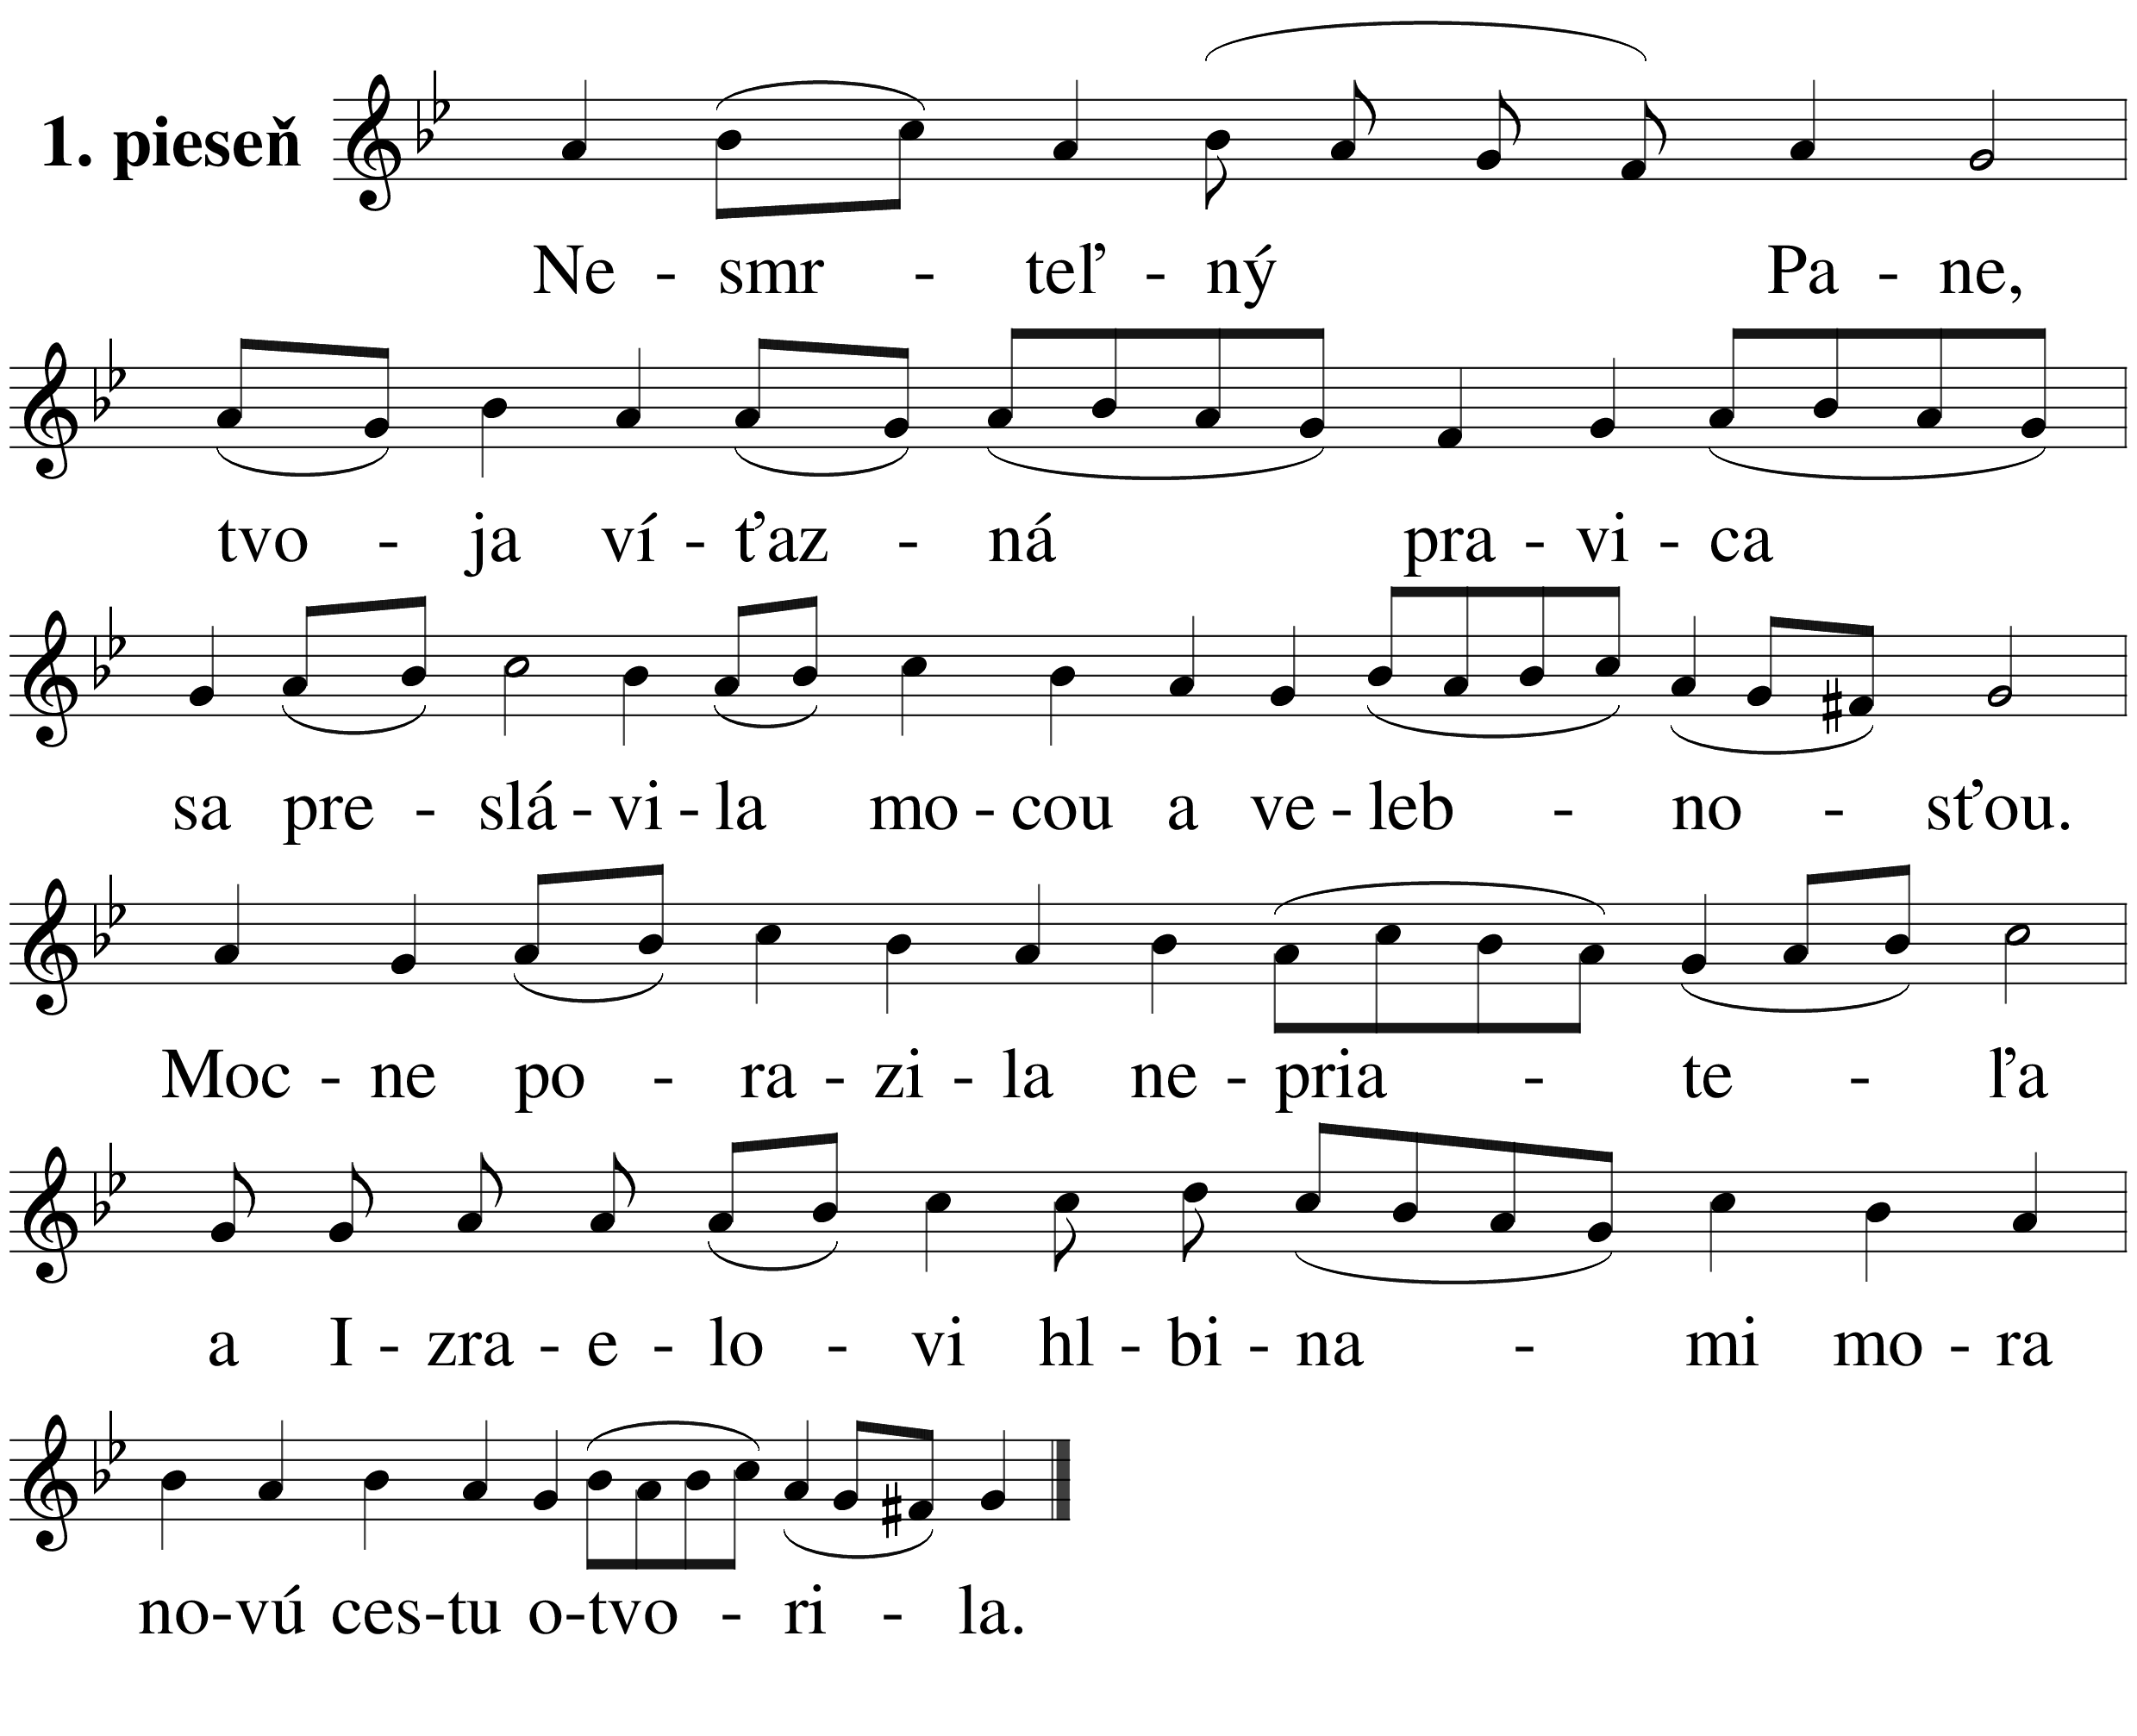 1. pieseň
Ne - smr - teľ - ný Pa - ne,
tvo - ja ví - ťaz - ná pra - vi - ca
sa pre - slá - vi - la mo - cou a ve - leb - no - sťou.
Moc - ne po - ra - zi - la ne - pria - te - ľa
a I - zra - e - lo - vi hl - bi - na - mi mo - ra
no-vú ces-tu o-tvo - ri - la.